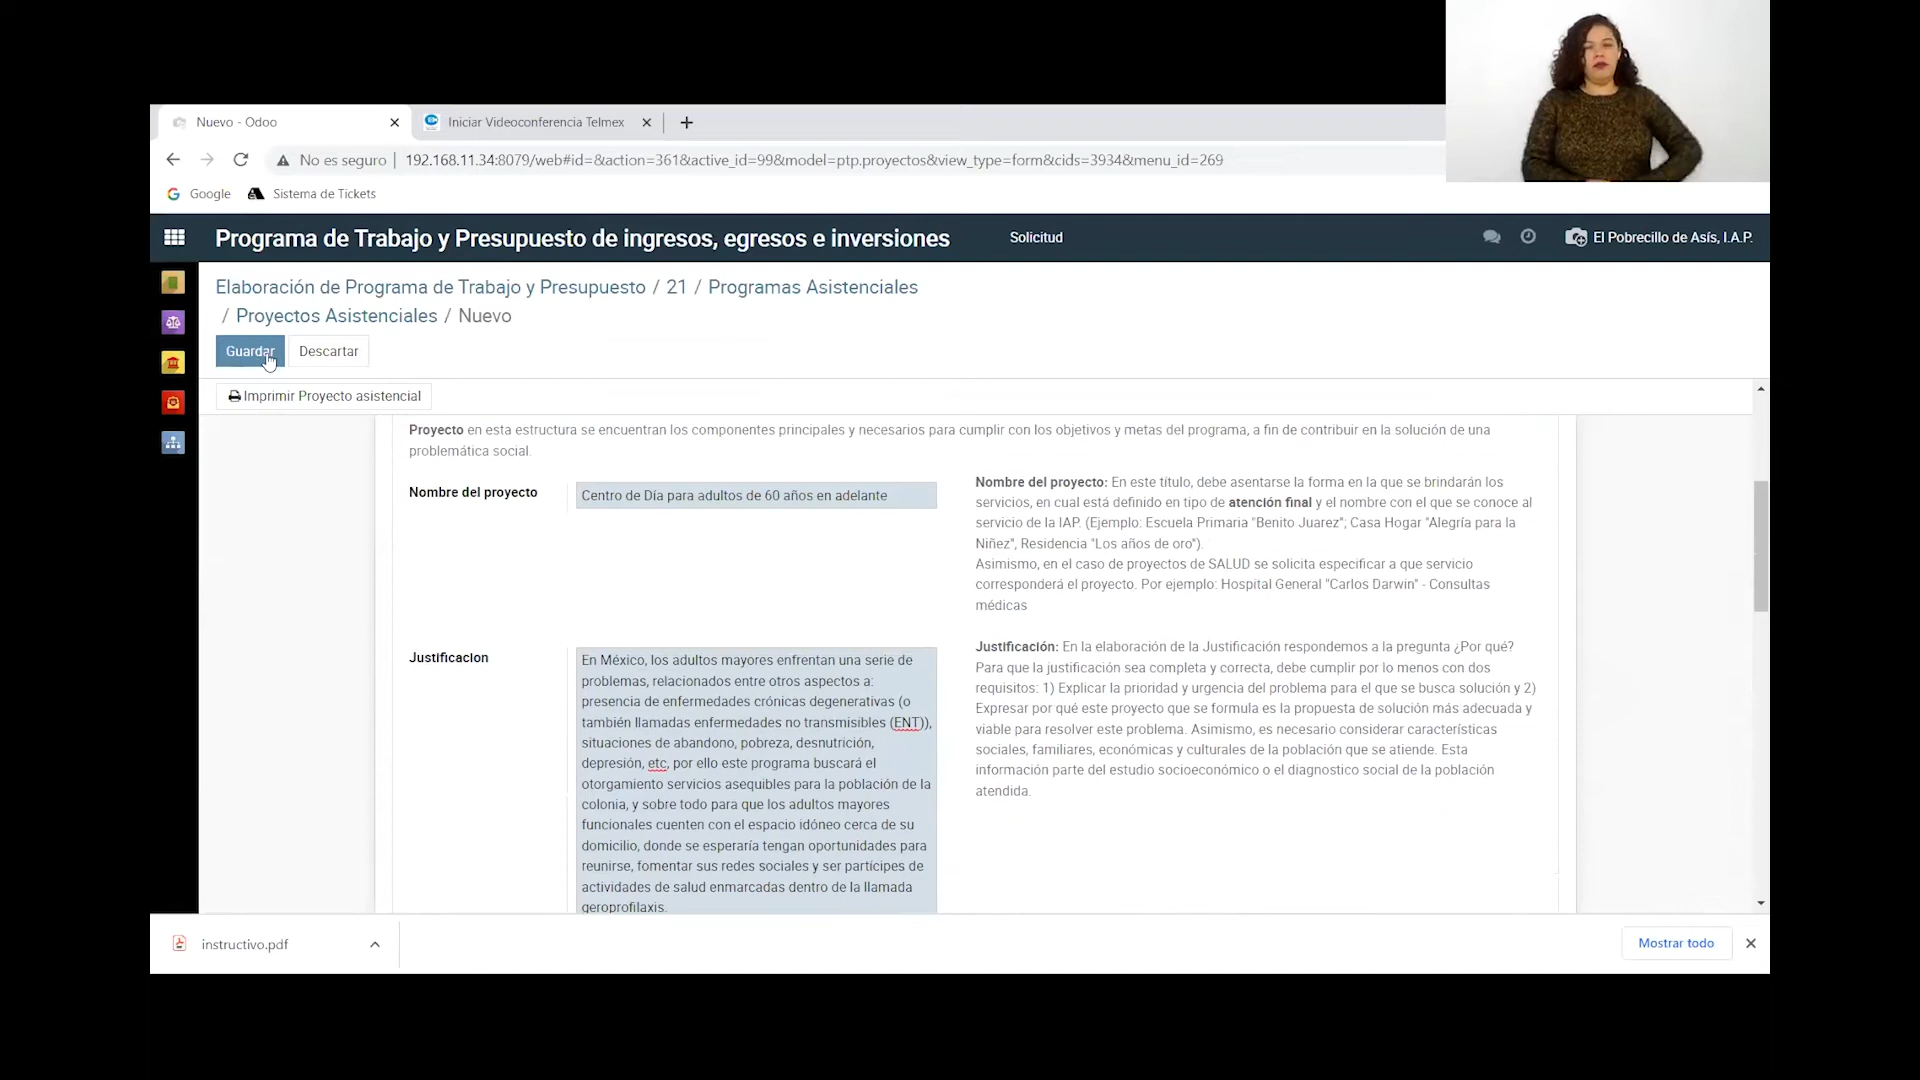 Nuevo - Odoo
Iniciar Videoconferencia Telmex
No es seguro
192.168.11.34:8079/web#id=&action=361&active_id=99&model=ptp.proyectos&view_type=form&cids=3934&menu_id=269
Google
Sistema de Tickets
Programa de Trabajo y Presupuesto de ingresos, egresos e inversiones
Solicitud
El Pobrecillo de Asís, I.A.P.
Elaboración de Programa de Trabajo y Presupuesto / 21 / Programas Asistenciales
/ Proyectos Asistenciales / Nuevo
Guardar
Descartar
Imprimir Proyecto asistencial
Proyecto en esta estructura se encuentran los componentes principales y necesarios para cumplir con los objetivos y metas del programa, a fin de contribuir en la solución de una
problemática social.
Nombre del proyecto
Centro de Día para adultos de 60 años en adelante
Nombre del proyecto: En este título, debe asentarse la forma en la que se brindarán los
servicios, en cual está definido en tipo de atención final y el nombre con el que se conoce al
servicio de la IAP. (Ejemplo: Escuela Primaria "Benito Juarez"; Casa Hogar "Alegría para la
Niñez", Residencia "Los años de oro").
Asimismo, en el caso de proyectos de SALUD se solicita especificar a que servicio
corresponderá el proyecto. Por ejemplo: Hospital General "Carlos Darwin" - Consultas
médicas
Justificacion
En México, los adultos mayores enfrentan una serie de
problemas, relacionados entre otros aspectos a:
presencia de enfermedades crónicas degenerativas (o
también llamadas enfermedades no transmisibles (ENT)),
situaciones de abandono, pobreza, desnutrición,
depresión, etc, por ello este programa buscará el
otorgamiento servicios asequibles para la población de la
colonia, y sobre todo para que los adultos mayores
funcionales cuenten con el espacio idóneo cerca de su
domicilio, donde se esperaría tengan oportunidades para
reunirse, fomentar sus redes sociales y ser partícipes de
actividades de salud enmarcadas dentro de la llamada
geroprofilaxis.
Justificación: En la elaboración de la Justificación respondemos a la pregunta ¿Por qué?
Para que la justificación sea completa y correcta, debe cumplir por lo menos con dos
requisitos: 1) Explicar la prioridad y urgencia del problema para el que se busca solución y 2)
Expresar por qué este proyecto que se formula es la propuesta de solución más adecuada y
viable para resolver este problema. Asimismo, es necesario considerar características
sociales, familiares, económicas y culturales de la población que se atiende. Esta
información parte del estudio socioeconómico o el diagnostico social de la población
atendida.
instructivo.pdf
Mostrar todo